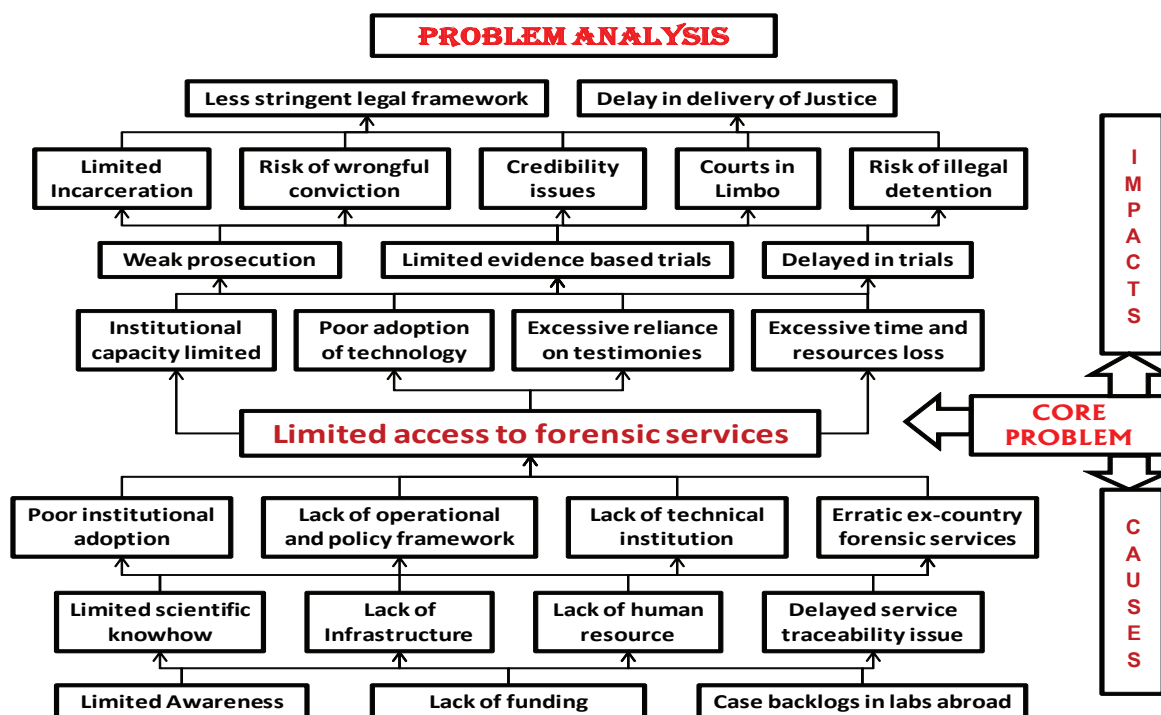 PROBLEM ANALYSIS
Less stringent legal framework
Delay in delivery of Justice
Limited
Incarceration
Risk of wrongful
conviction
Credibility
issues
Courts in
Limbo
Risk of illegal
detention
Weak prosecution
Limited evidence based trials
Delayed in trials
Institutional
capacity limited
Poor adoption
of technology
Excessive reliance
on testimonies
Excessive time and
resources loss
IMPACTS
Limited access to forensic services
CORE
PROBLEM
Poor institutional
adoption
Lack of operational
and policy framework
Lack of technical
institution
Erratic ex-country
forensic services
Limited scientific
knowhow
Lack of
Infrastructure
Lack of human
resource
Delayed service
traceability issue
Limited Awareness
Lack of funding
Case backlogs in labs abroad
CAUSES